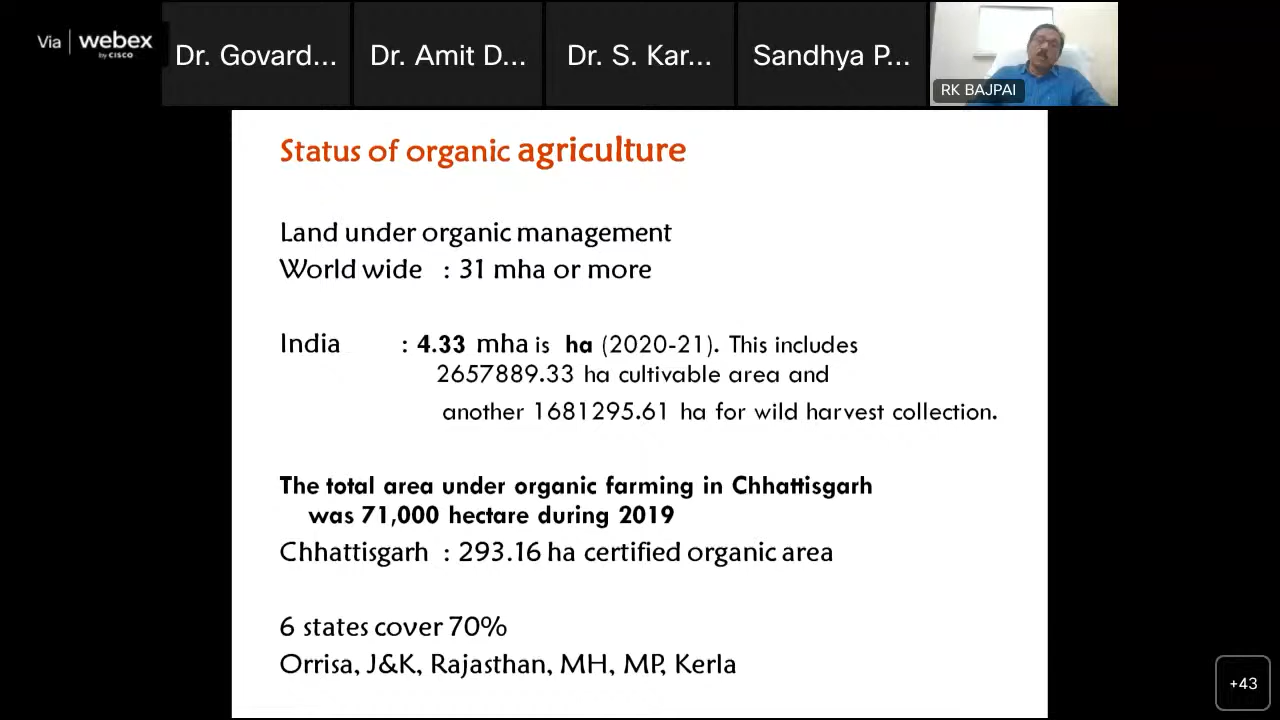 Via | webex
by CISCO
Dr. Govard...
Dr. Amit D...
Dr. S. Kar...
Sandhya P...
RK BAJPAI
Status of organic agriculture
Land under organic management
World wide : 31 mha or more
India : 4.33 mha is ha (2020-21). This includes
2657889.33 ha cultivable area and
another 1681295.61 ha for wild harvest collection.
The total area under organic farming in Chhattisgarh
was 71,000 hectare during 2019
Chhattisgarh : 293.16 ha certified organic area
6 states cover 70%
Orrisa, J&K, Rajasthan, MH, MP, Kerla
+43